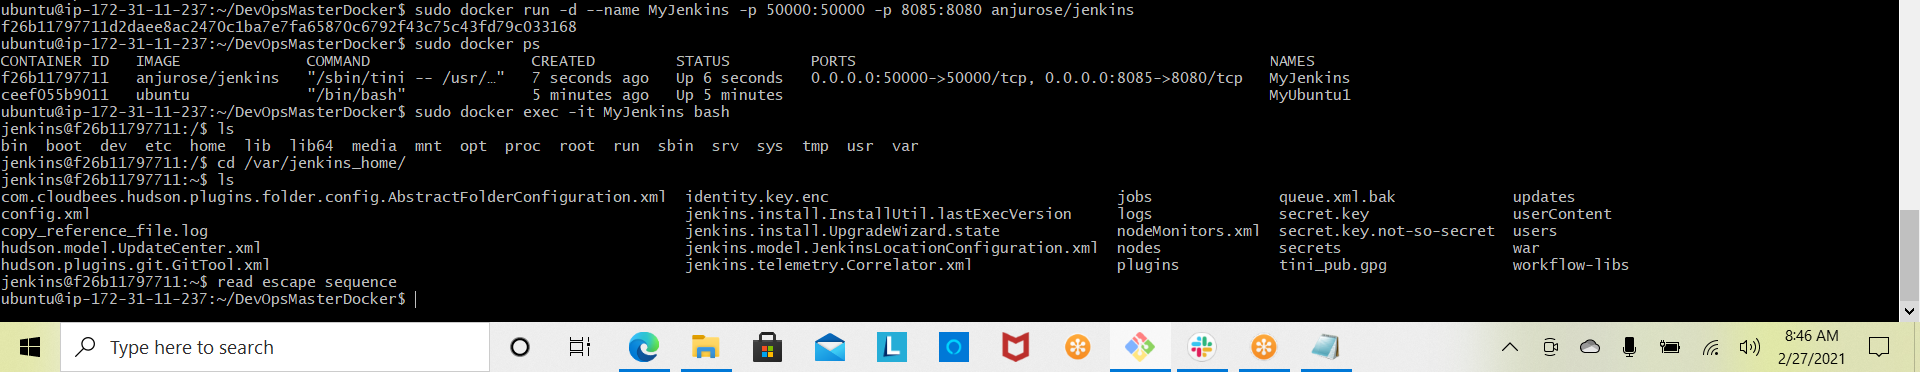 ubuntu@ip-172-31-11-237:~/DevOpsMasterDocker$ sudo docker run -d --name MyJenkins -p 50000:50000 -p 8085:8080 anjurose/jenkins
f26b11797711d2daee8ac2470c1ba7e7fa65870c6792f43c75c43fd79c033168
ubuntu@ip-172-31-11-237:~/DevOpsMasterDocker$ sudo docker ps
CONTAINER ID   IMAGE              COMMAND                  CREATED         STATUS         PORTS                                              NAMES
f26b11797711   anjurose/jenkins   "/sbin/tini -- /usr/…"   7 seconds ago   Up 6 seconds   0.0.0.0:50000->50000/tcp, 0.0.0.0:8085->8080/tcp   MyJenkins
ceef055b9011   ubuntu             "/bin/bash"              5 minutes ago   Up 5 minutes                                                      MyUbuntu1
ubuntu@ip-172-31-11-237:~/DevOpsMasterDocker$ sudo docker exec -it MyJenkins bash
jenkins@f26b11797711:/$ ls
bin  boot  dev  etc  home  lib  lib64  media  mnt  opt  proc  root  run  sbin  srv  sys  tmp  usr  var
jenkins@f26b11797711:/$ cd /var/jenkins_home/
jenkins@f26b11797711:~$ ls
com.cloudbees.hudson.plugins.folder.config.AbstractFolderConfiguration.xml  identity.key.enc                                jobs              queue.xml.bak             updates
config.xml                                                                  jenkins.install.InstallUtil.lastExecVersion     logs              secret.key                userContent
copy_reference_file.log                                                     jenkins.install.UpgradeWizard.state             nodeMonitors.xml  secret.key.not-so-secret  users
hudson.model.UpdateCenter.xml                                               jenkins.model.JenkinsLocationConfiguration.xml  nodes             secrets                   war
hudson.plugins.git.GitTool.xml                                              jenkins.telemetry.Correlator.xml                plugins           tini_pub.gpg              workflow-libs
jenkins@f26b11797711:~$ read escape sequence
ubuntu@ip-172-31-11-237:~/DevOpsMasterDocker$
Type here to search
L
8:46 AM
2/27/2021